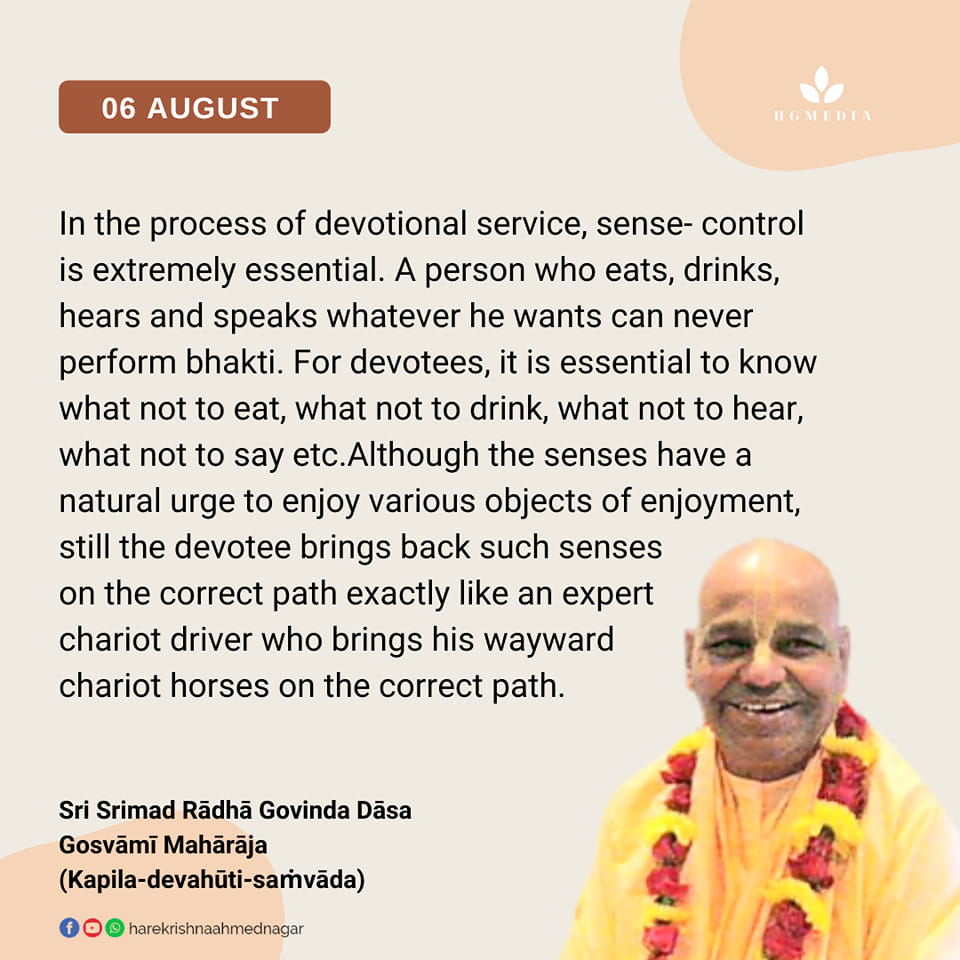 06 AUGUST
HGMEDIA
In the process of devotional service, sense- control
is extremely essential. A person who eats, drinks,
hears and speaks whatever he wants can never
perform bhakti. For devotees, it is essential to know
what not to eat, what not to drink, what not to hear,
what not to say etc.Although the senses have a
natural urge to enjoy various objects of enjoyment,
still the devotee brings back such senses
on the correct path exactly like an expert
chariot driver who brings his wayward
chariot horses on the correct path.
Sri Srimad Rādhā Govinda Dāsa
Gosvāmī Mahārāja
(Kapila-devahūti-saṁvāda)
harekrishnaahmednagar